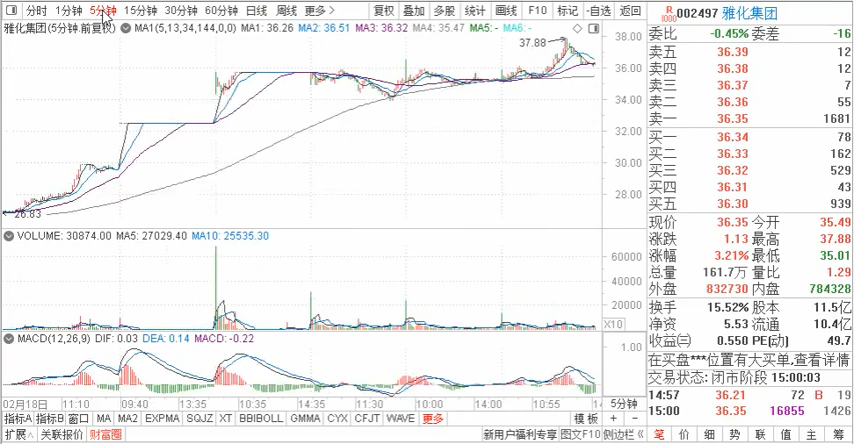 分时 1分钟 5分钟 15分钟 30分钟 60分钟 日线 周线 更多 > 复权 叠加 多股 统计 画线 F10 标记 -自选 返回
雅化集团(5分钟.前复权) MA1(5,13,34,144,0,0) MA1: 36.26 MA2: 36.51 MA3: 36.32 MA4: 35.47 MA5: - MA6: -
37.88
38.00
36.00
34.00
32.00
30.00
28.00
26.83
VOLUME: 30874.00 MA5: 27029.40 MA10: 25535.30
60000
40000
20000
X10
MACD(12,26,9) DIF: 0.03 DEA: 0.14 MACD: -0.22
1.00
02月18日 11:10 09:40 13:35 10:35 14:35 11:30 10:00 14:00 10:55 14 5分钟
指标A 指标B 窗口 MA MA2 EXPMA SQJZ XT BBIBOLL GMMA CYX CFJT WAVE 更多 模板 + -
扩展∧ 关联报价 财富圈 新用户福利专享 图文F10 侧边栏 《
R 1000 002497 雅化集团
委比 -0.45% 委差 -16
卖五 36.39 12
卖四 36.38 12
卖三 36.37 7
卖二 36.36 55
卖一 36.35 1681
买一 36.34 78
买二 36.33 162
买三 36.32 529
买四 36.31 43
买五 36.30 939
现价 36.35 今开 35.49
涨跌 1.13 最高 37.88
涨幅 3.21% 最低 35.01
总量 161.7万 量比 1.29
外盘 832730 内盘 784328
换手 15.52% 股本 11.5亿
净资 5.53 流通 10.4亿
收益㈢ 0.550 PE(动) 49.7
在买盘***位置有大买单,查看详情
交易状态: 闭市阶段 15:00:03
14:57 36.21 72 B 19
15:00 36.35 16855 1426
笔 价 细 势 联 值 主 筹